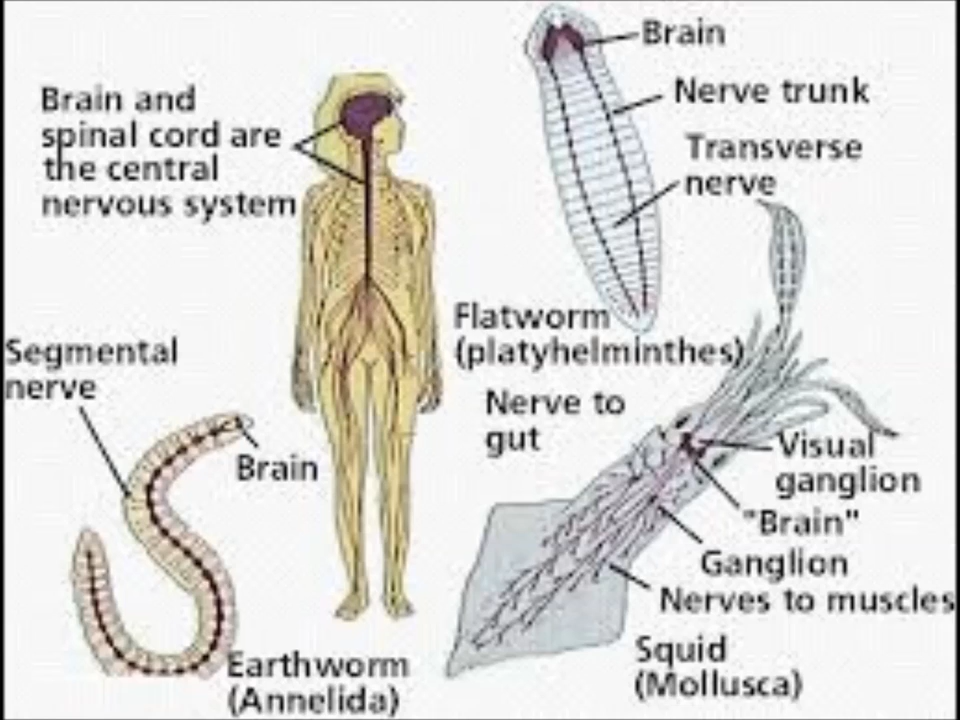 Brain and
spinal cord are
the central
nervous system
Brain
Nerve trunk
Transverse
nerve
Flatworm
(platyhelminthes)
Segmental
nerve
Brain
Earthworm
(Annelida)
Nerve to
gut
Visual
ganglion
"Brain"
Ganglion
Nerves to muscles
Squid
(Mollusca)